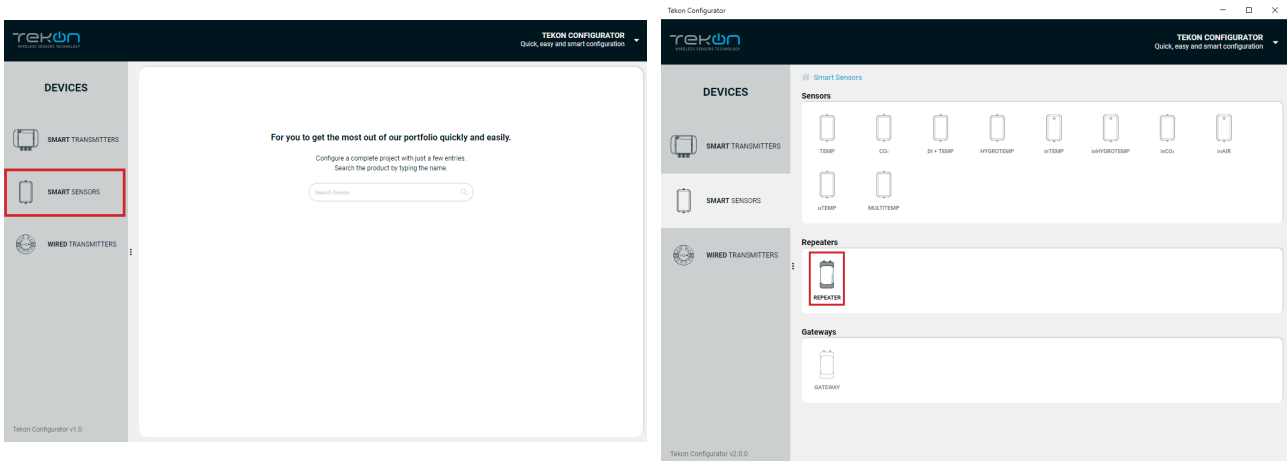 TEKON
WIRELESS SENSORS TECHNOLOGY
TEKON CONFIGURATOR
Quick, easy and smart configuration
DEVICES
SMART TRANSMITTERS
SMART SENSORS
WIRED TRANSMITTERS
For you to get the most out of our portfolio quickly and easily.
Configure a complete project with just a few entries.
Search the product by typing the name.
Search Device
Tekon Configurator v1.0
Tekon Configurator
TEKON
WIRELESS SENSORS TECHNOLOGY
TEKON CONFIGURATOR
Quick, easy and smart configuration
DEVICES
SMART TRANSMITTERS
SMART SENSORS
WIRED TRANSMITTERS
Smart Sensors
Sensors
TEMP CO₂ DI + TEMP HYGROTEMP inTEMP inHYGROTEMP inCO₂ inAIR
uTEMP MULTITEMP
Repeaters
REPEATER
Gateways
GATEWAY
Tekon Configurator v2.0.0